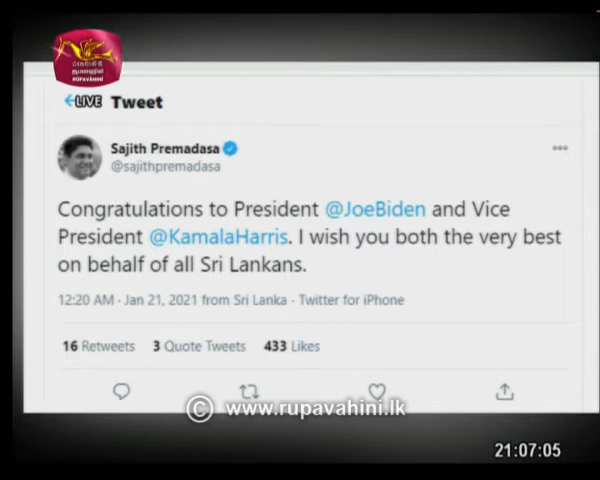 RUPAVAHINI
LIVE Tweet
Sajith Premadasa
@sajithpremadasa
Congratulations to President @JoeBiden and Vice
President @KamalaHarris. I wish you both the very best
on behalf of all Sri Lankans.
12:20 AM · Jan 21, 2021 from Sri Lanka · Twitter for iPhone
16 Retweets 3 Quote Tweets 433 Likes
© www.rupavahini.lk
21:07:05